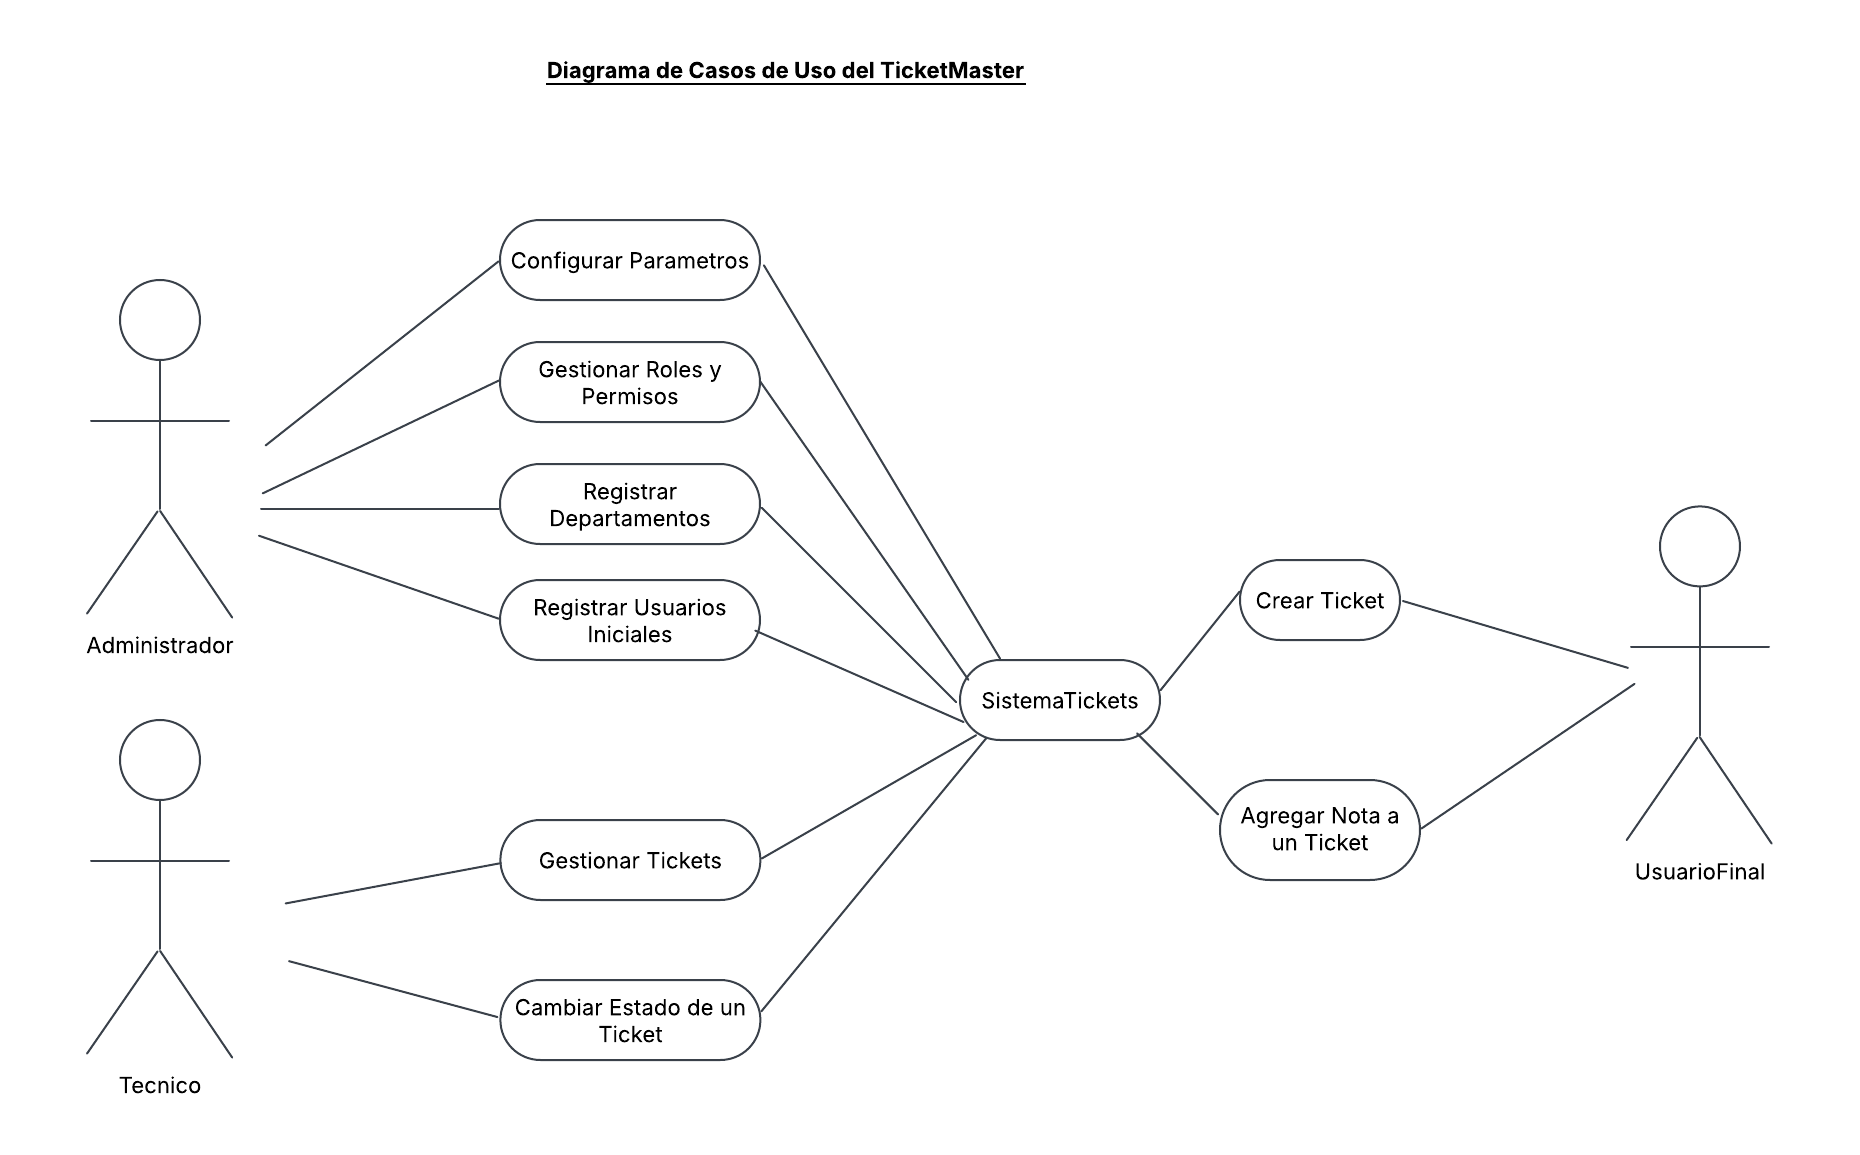 Diagrama de Casos de Uso del TicketMaster
Configurar Parametros
Gestionar Roles y
Permisos
Registrar
Departamentos
Registrar Usuarios
Iniciales
Administrador
SistemaTickets
Crear Ticket
Agregar Nota a
un Ticket
UsuarioFinal
Gestionar Tickets
Cambiar Estado de un
Ticket
Tecnico